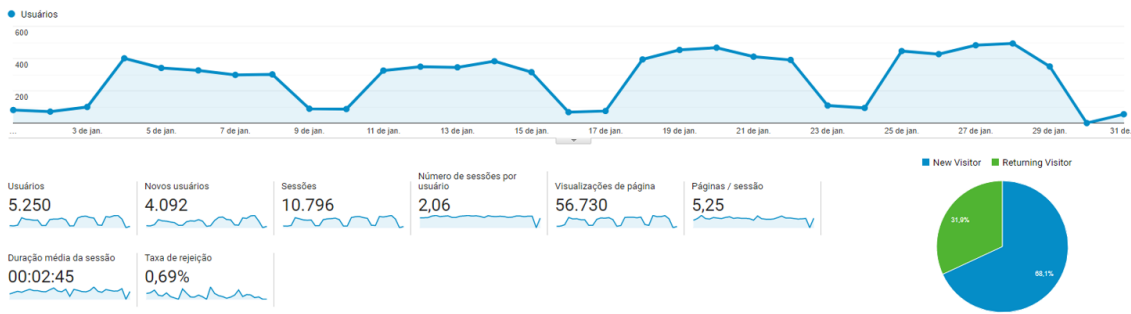 Usuários
600
400
200
... 3 de jan. 5 de jan. 7 de jan. 9 de jan. 11 de jan. 13 de jan. 15 de jan. 17 de jan. 19 de jan. 21 de jan. 23 de jan. 25 de jan. 27 de jan. 29 de jan. 31 de.
New Visitor Returning Visitor
Usuários
5.250
Novos usuários
4.092
Sessões
10.796
Número de sessões por
usuário
2,06
Visualizações de página
56.730
Páginas / sessão
5,25
31,9%
68,1%
Duração média da sessão
00:02:45
Taxa de rejeição
0,69%